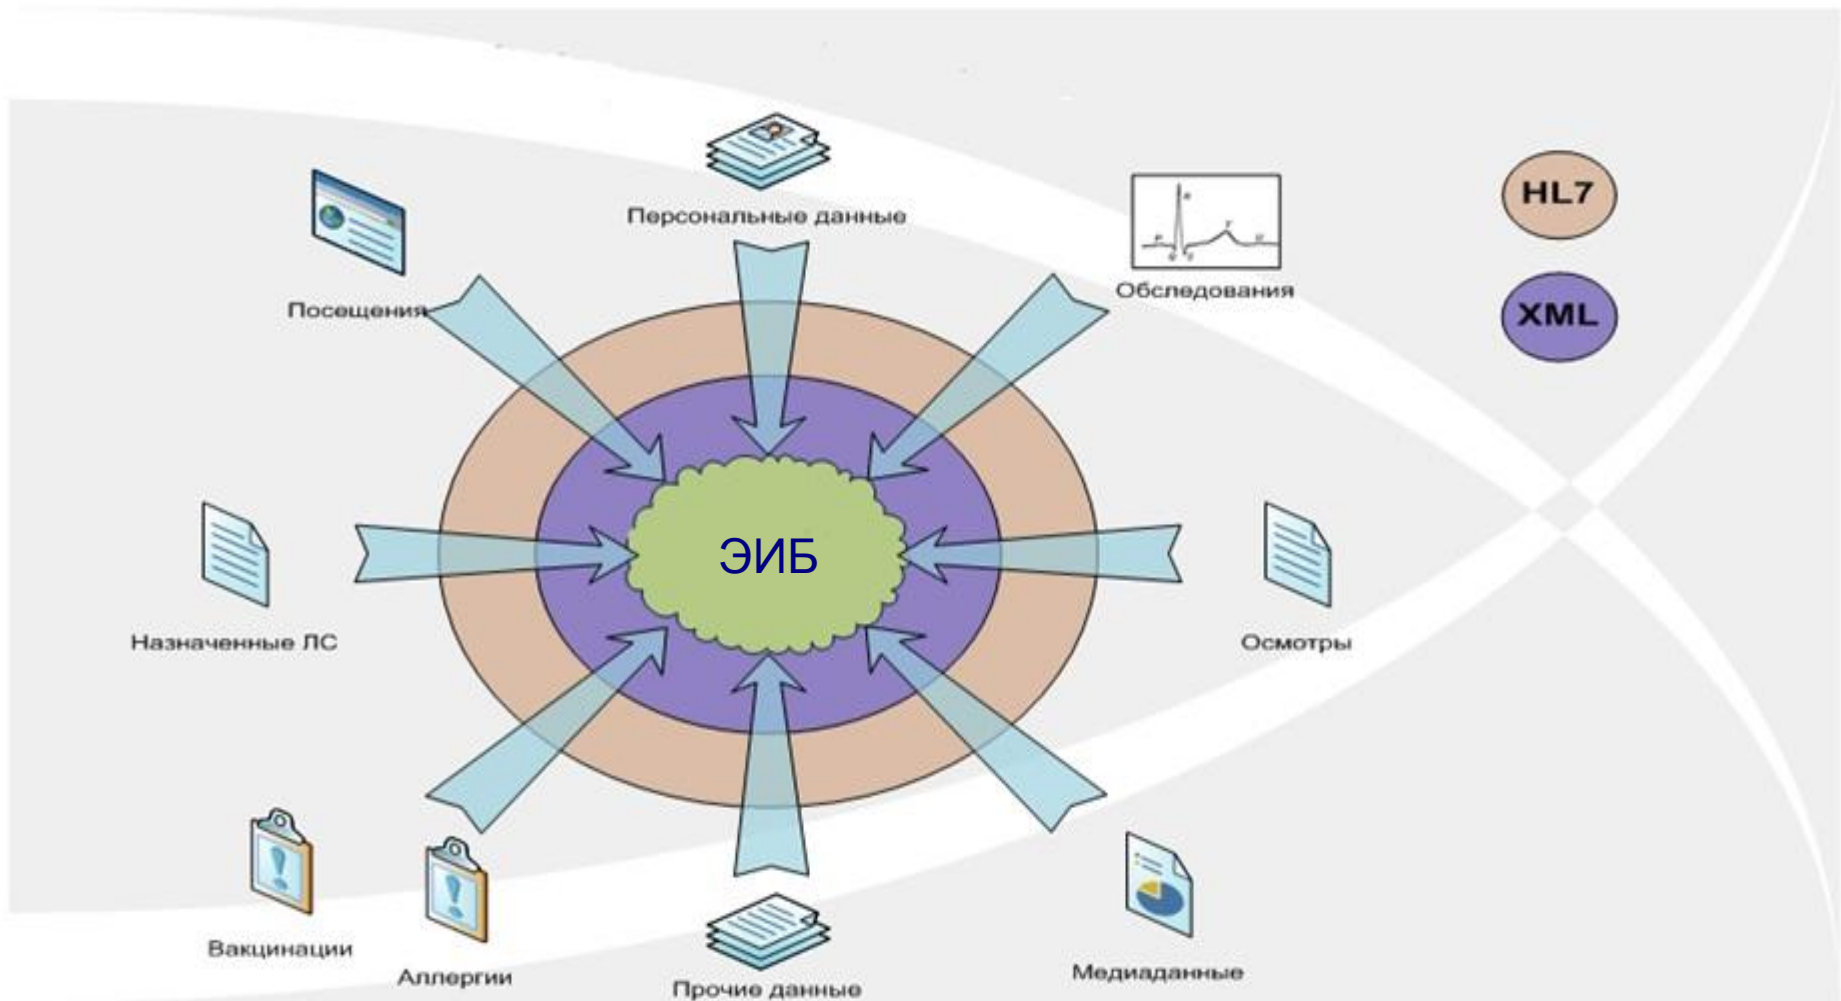 Персональные данные
HL7
Посещения
Обследования
XML
ЭИБ
Назначенные ЛС
Осмотры
Вакцинации
Аллергии
Прочие данные
Медиаданные